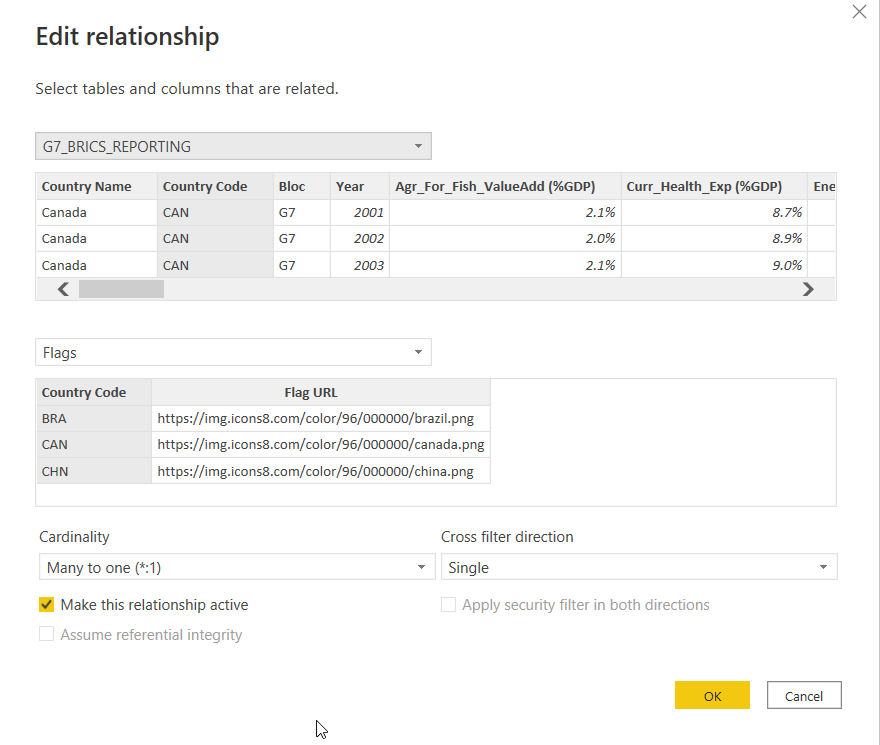 Edit relationship
Select tables and columns that are related.
G7_BRICS_REPORTING
Country Name Country Code Bloc Year Agr_For_Fish_ValueAdd (%GDP) Curr_Health_Exp (%GDP) Ene
Canada CAN G7 2001 2.1% 8.7%
Canada CAN G7 2002 2.0% 8.9%
Canada CAN G7 2003 2.1% 9.0%
Flags
Country Code Flag URL
BRA https://img.icons8.com/color/96/000000/brazil.png
CAN https://img.icons8.com/color/96/000000/canada.png
CHN https://img.icons8.com/color/96/000000/china.png
Cardinality Cross filter direction
Many to one (*:1) Single
Make this relationship active Apply security filter in both directions
Assume referential integrity
OK Cancel